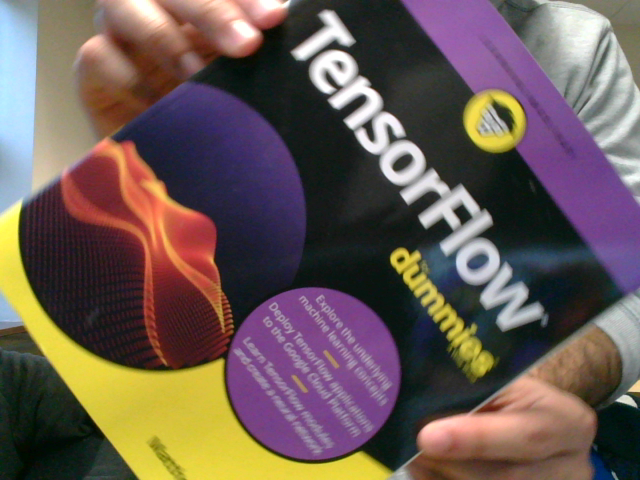 TensorFlow
for
dummies
Explore the underlying
machine learning concepts
Deploy TensorFlow applications
to the Google Cloud Platform
Learn TensorFlow modules
and create a neural network